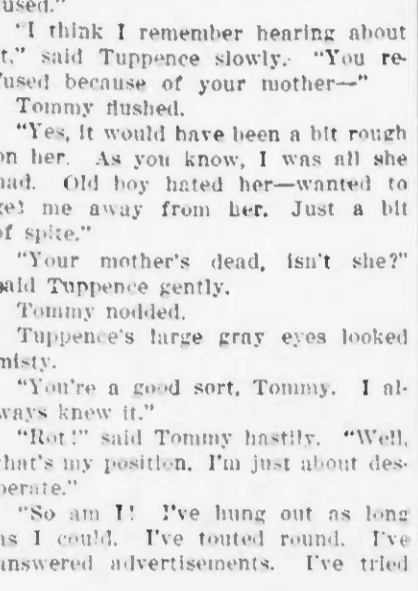 used."
"I think I remember hearing about
it," said Tuppence slowly. "You re-
fused because of your mother—"
Tommy flushed.
"Yes, it would have been a bit rough
on her. As you know, I was all she
had. Old boy hated her—wanted to
get me away from her. Just a bit
of spite."
"Your mother's dead, isn't she?"
said Tuppence gently.
Tommy nodded.
Tuppence's large gray eyes looked
misty.
"You're a good sort, Tommy. I al-
ways knew it."
"Rot!" said Tommy hastily. "Well,
that's my position. I'm just about des-
perate."
"So am I! I've hung out as long
as I could. I've touted round. I've
answered advertisements. I've tried